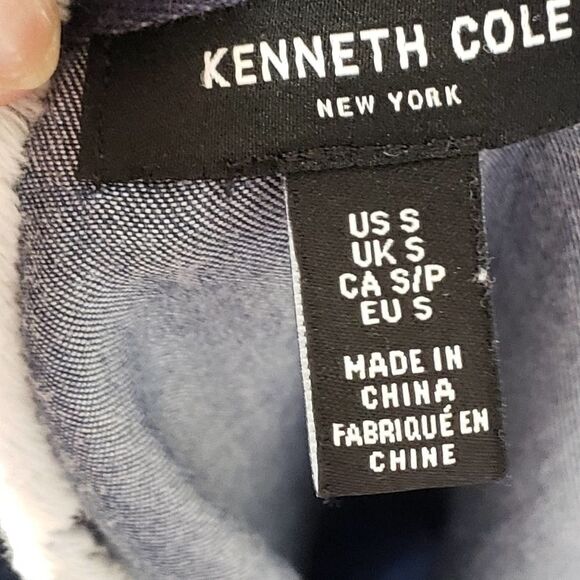 KENNETH COLE
NEW YORK
US S
UK S
CA S/P
EU S
MADE IN
CHINA
FABRIQUÉ EN
CHINE